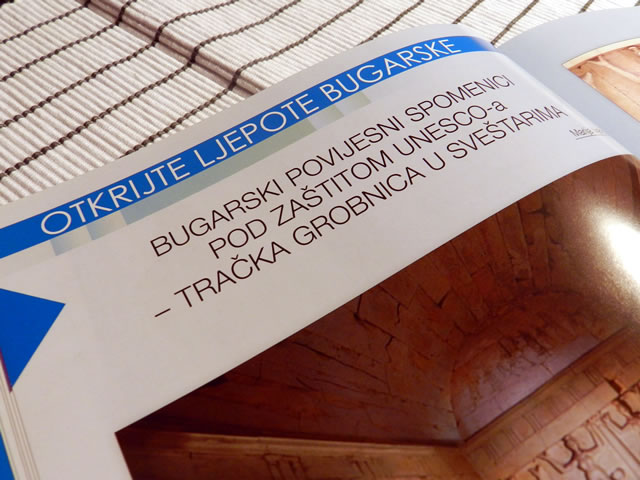 OTKRIJTE LJEPOTE BUGARSKE
BUGARSKI POVIJESNI SPOMENICI
POD ZAŠTITOM UNESCO-a
– TRAČKA GROBNICA U SVEŠTARIMA